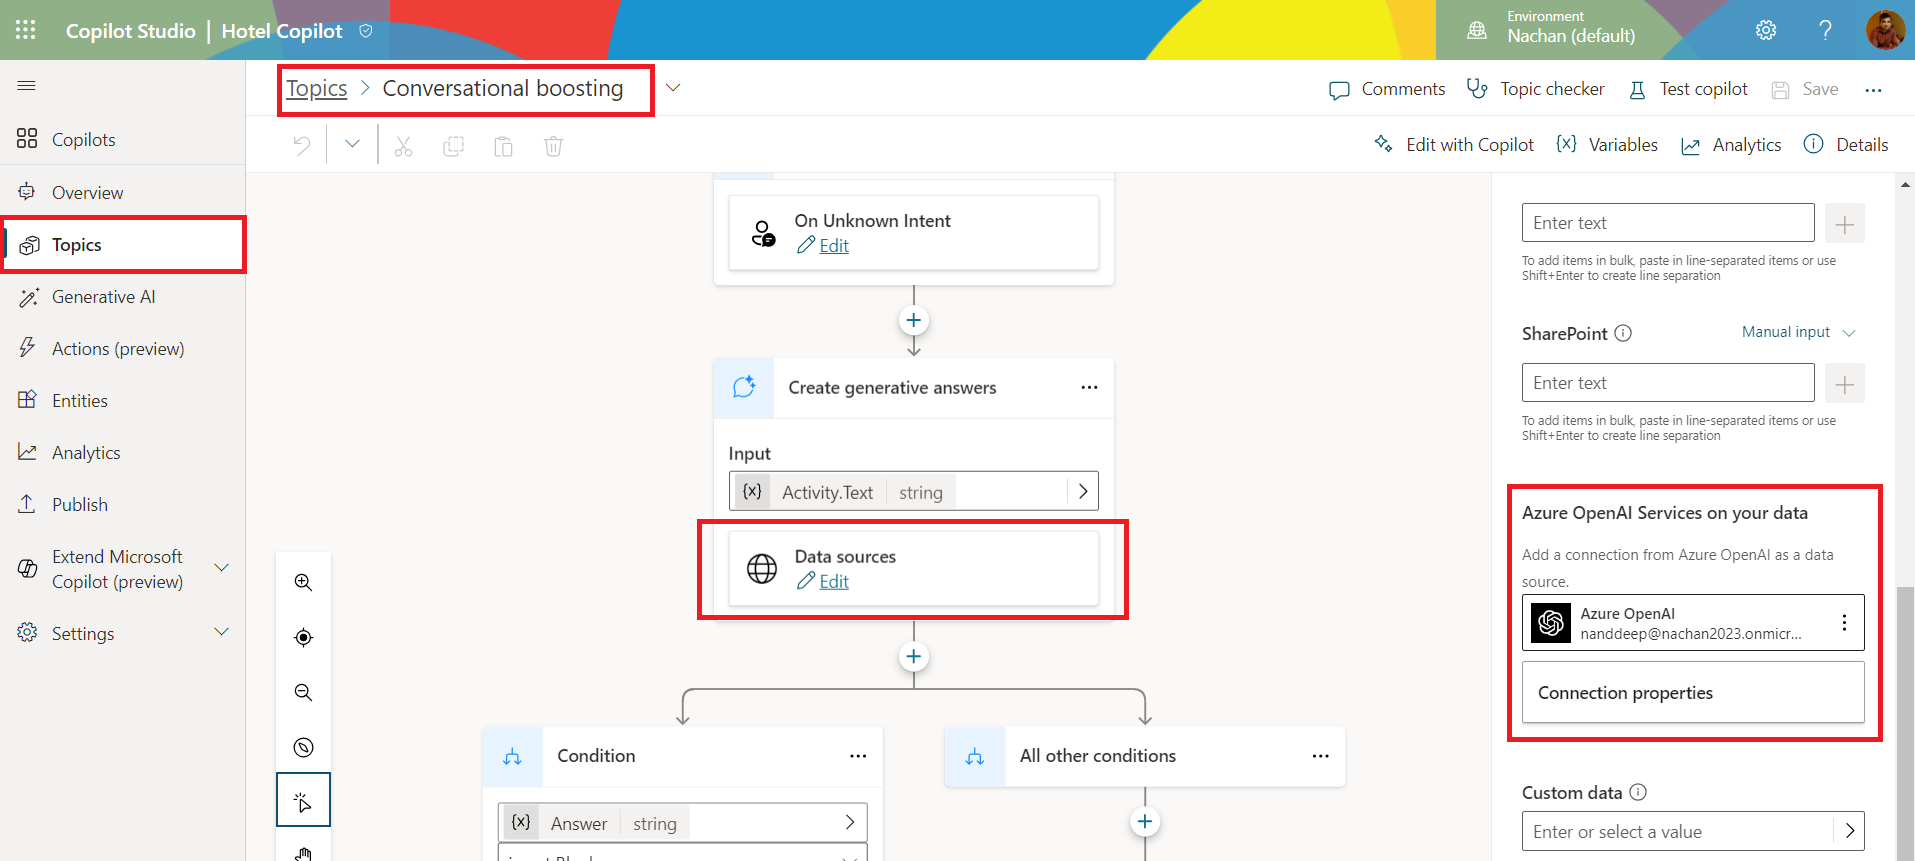 Copilot Studio | Hotel Copilot
Environment
Nachan (default)
Topics > Conversational boosting
Comments
Topic checker
Test copilot
Save
Edit with Copilot
{x} Variables
Analytics
Details
Copilots
Overview
Topics
Generative AI
Actions (preview)
Entities
Analytics
Publish
Extend Microsoft
Copilot (preview)
Settings
On Unknown Intent
Edit
Create generative answers
Input
{x} Activity.Text string
Data sources
Edit
Condition
{x} Answer string
All other conditions
Enter text
To add items in bulk, paste in line-separated items or use
Shift+Enter to create line separation
SharePoint
Manual input
Enter text
To add items in bulk, paste in line-separated items or use
Shift+Enter to create line separation
Azure OpenAI Services on your data
Add a connection from Azure OpenAI as a data
source.
Azure OpenAI
nanddeep@nachan2023.onmicr...
Connection properties
Custom data
Enter or select a value